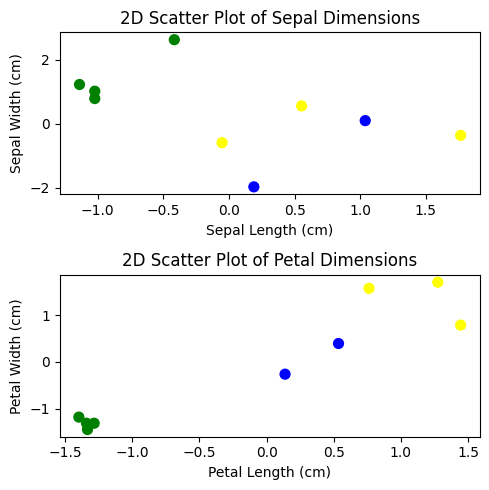 2D Scatter Plot of Sepal Dimensions
Sepal Width (cm)
2
0
−2
−1.0 −0.5 0.0 0.5 1.0 1.5
Sepal Length (cm)
2D Scatter Plot of Petal Dimensions
Petal Width (cm)
1
0
−1
−1.5 −1.0 −0.5 0.0 0.5 1.0 1.5
Petal Length (cm)